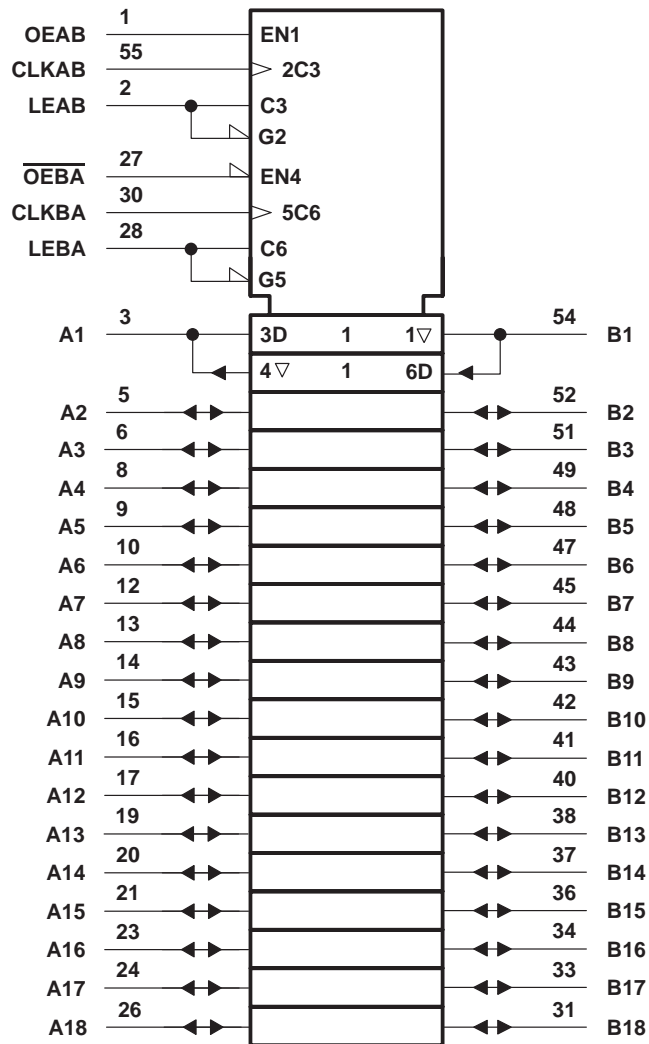 OEAB 1 EN1
CLKAB 55 2C3
LEAB 2 C3
G2
OEBA 27 EN4
CLKBA 30 5C6
LEBA 28 C6
G5
A1 3 3D 1 1▽ 54 B1
4▽ 1 6D
A2 5 52 B2
A3 6 51 B3
A4 8 49 B4
A5 9 48 B5
A6 10 47 B6
A7 12 45 B7
A8 13 44 B8
A9 14 43 B9
A10 15 42 B10
A11 16 41 B11
A12 17 40 B12
A13 19 38 B13
A14 20 37 B14
A15 21 36 B15
A16 23 34 B16
A17 24 33 B17
A18 26 31 B18